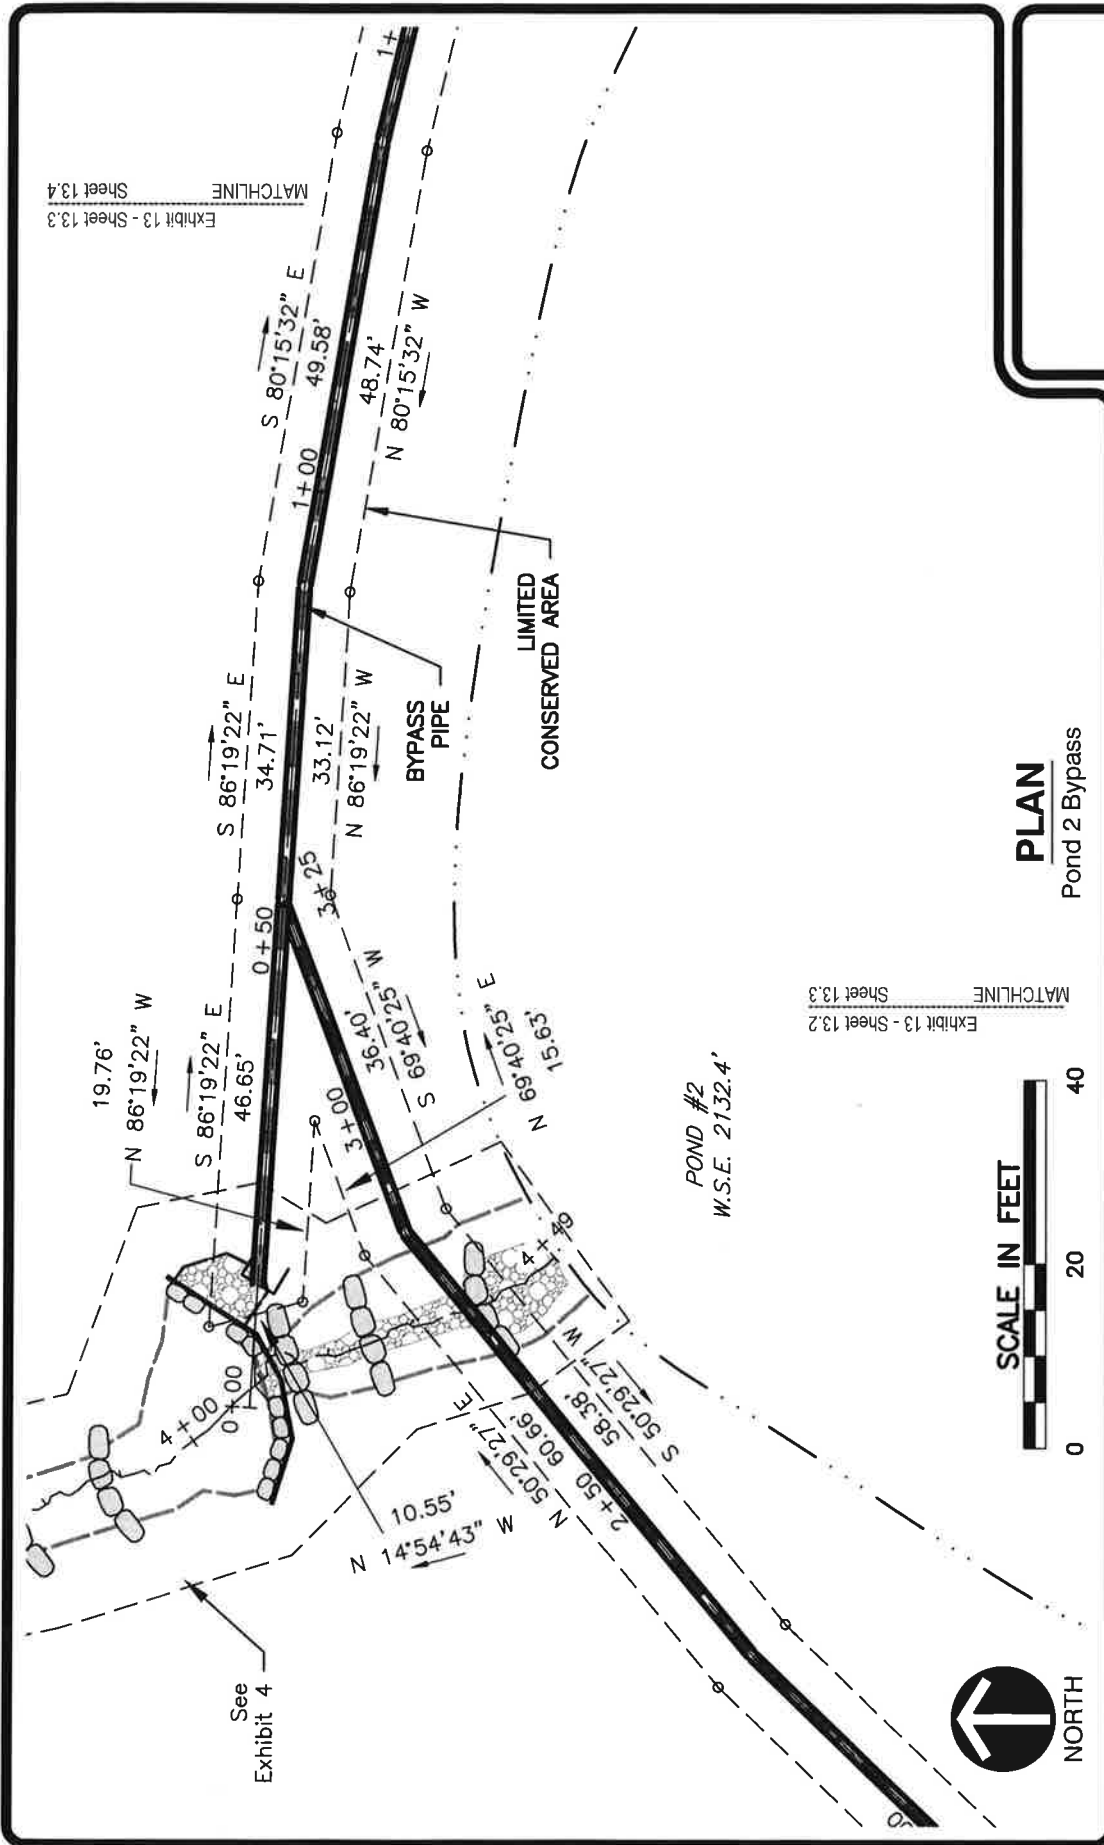 See
Exhibit 4
4+00
0+00
10.55'
N 14°54'43" W
19.76'
N 86°19'22" W
S 86°19'22" E
46.65'
0+50
S 86°19'22" E
34.71'
33.12'
N 86°19'22" W
3+25
1+00
S 80°15'32" E
49.58'
48.74'
N 80°15'32" W
1+
Exhibit 13 - Sheet 13.3
MATCHLINE Sheet 13.4
BYPASS
PIPE
LIMITED
CONSERVED AREA
3+00
36.40'
S 69°40'25" W
N 69°40'25" E
15.63'
4+46
N 50°29'27" E
60.66'
2+50
58.38'
S 50°29'27" W
POND #2
W.S.E. 2132.4'
Exhibit 13 - Sheet 13.2
MATCHLINE Sheet 13.3
NORTH
SCALE IN FEET
0 20 40
PLAN
Pond 2 Bypass